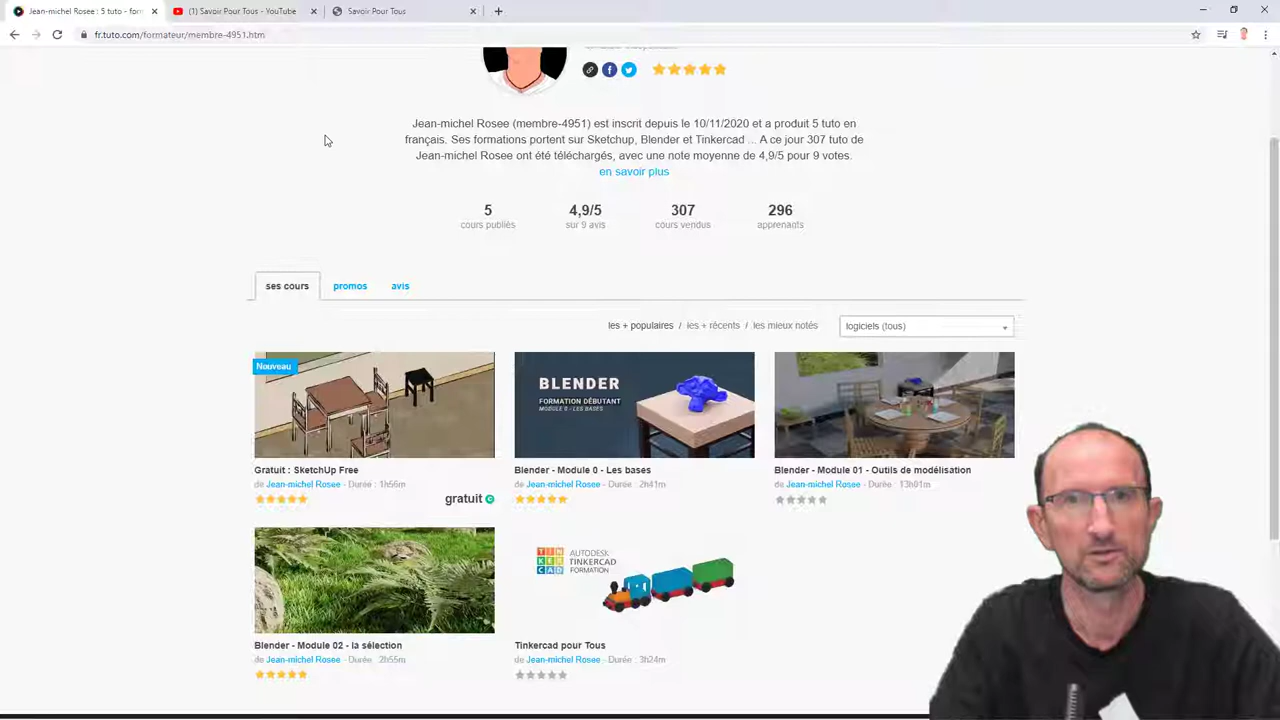 Jean-michel Rosee : 5 tuto - for
(1) Savoir Pour Tous - YouTube
Savoir Pour Tous
fr.tuto.com/formateur/membre-4951.htm
Jean-michel Rosee (membre-4951) est inscrit depuis le 10/11/2020 et a produit 5 tuto en
français. Ses formations portent sur Sketchup, Blender et Tinkercad ... A ce jour 307 tuto de
Jean-michel Rosee ont été téléchargés, avec une note moyenne de 4,9/5 pour 9 votes.
en savoir plus
5 4,9/5 307 296
cours publiés sur 9 avis cours vendus apprenants
ses cours promos avis
les + populaires / les + récents / les mieux notés logiciels (tous)
Nouveau
BLENDER
FORMATION DÉBUTANT
MODULE 0 - LES BASES
Gratuit : SketchUp Free
de Jean-michel Rosee - Durée : 1h56m
gratuit
Blender - Module 0 - Les bases
de Jean-michel Rosee - Durée : 2h41m
Blender - Module 01 - Outils de modélisation
de Jean-michel Rosee - Durée : 13h01m
TIN
KER
CAD
AUTODESK
TINKERCAD
FORMATION
Blender - Module 02 - la sélection
de Jean-michel Rosee - Durée : 2h55m
Tinkercad pour Tous
de Jean-michel Rosee - Durée : 3h24m